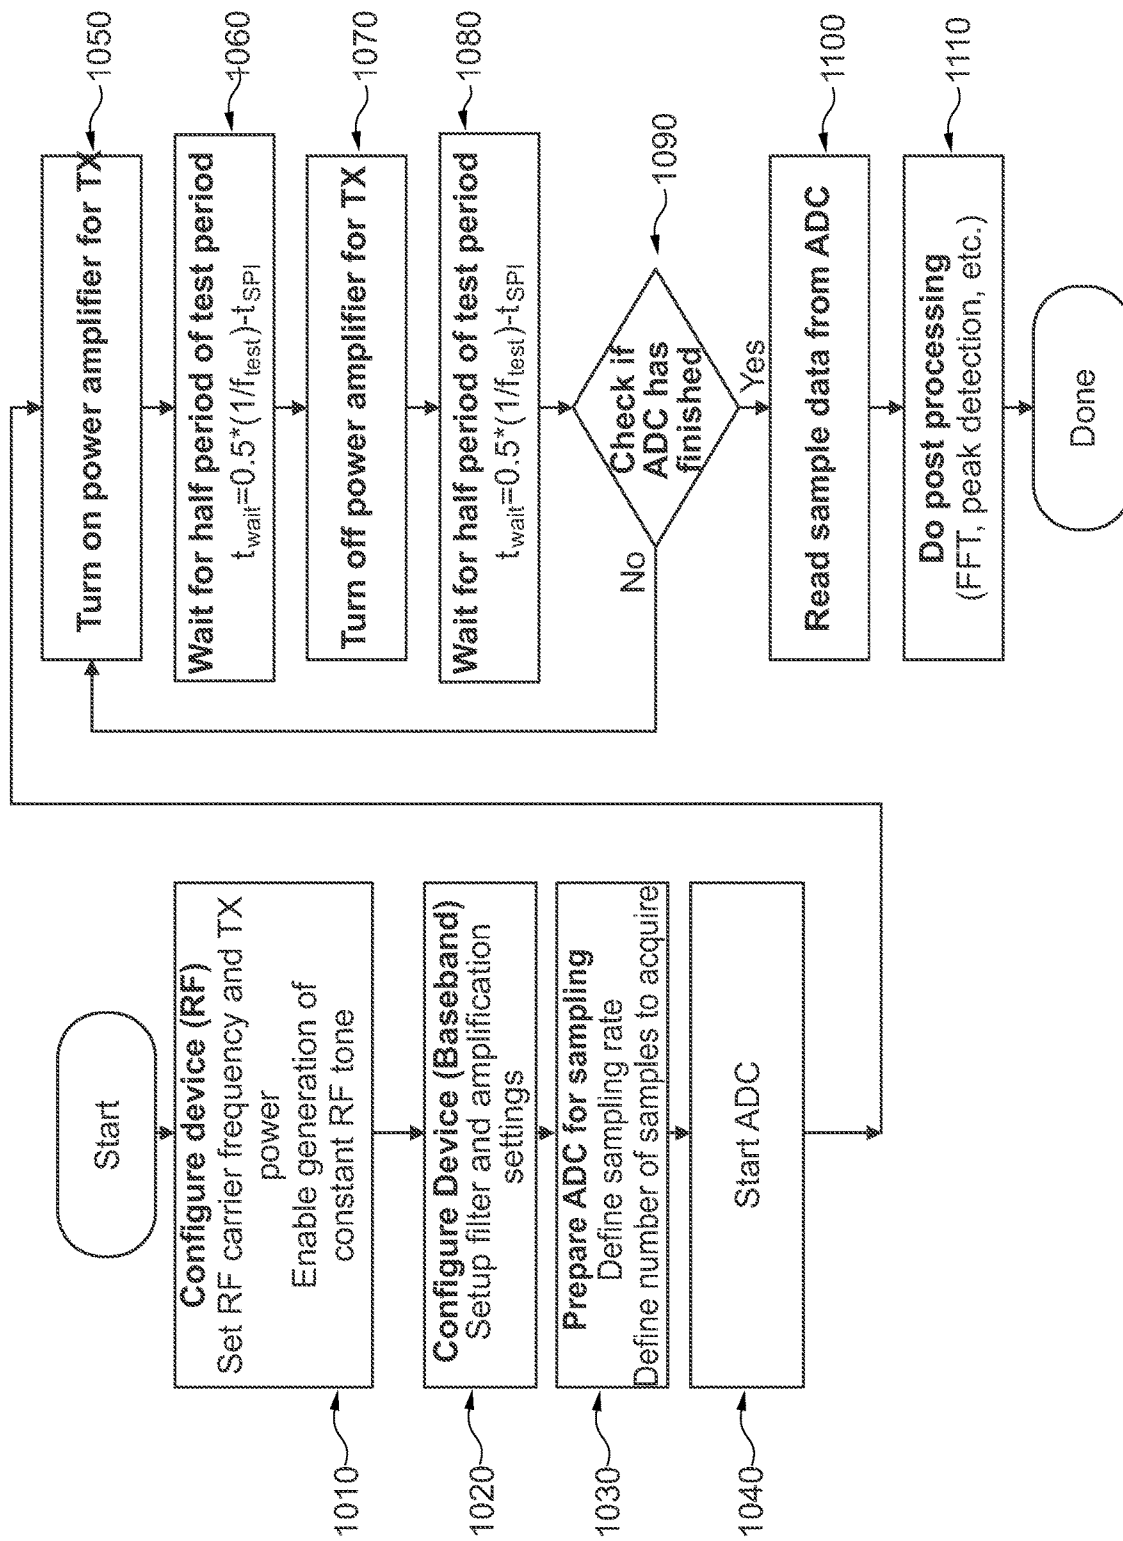 Start
Configure device (RF)
Set RF carrier frequency and TX
power
Enable generation of
constant RF tone
1010
Configure Device (Baseband)
Setup filter and amplification
settings
1020
Prepare ADC for sampling
Define sampling rate
Define number of samples to acquire
1030
Start ADC
1040
Turn on power amplifier for TX
1050
Wait for half period of test period
t_wait=0.5*(1/f_test)-t_SPI
1060
Turn off power amplifier for TX
1070
Wait for half period of test period
t_wait=0.5*(1/f_test)-t_SPI
1080
Check if
ADC has
finished
1090
No
Yes
Read sample data from ADC
1100
Do post processing
(FFT, peak detection, etc.)
1110
Done